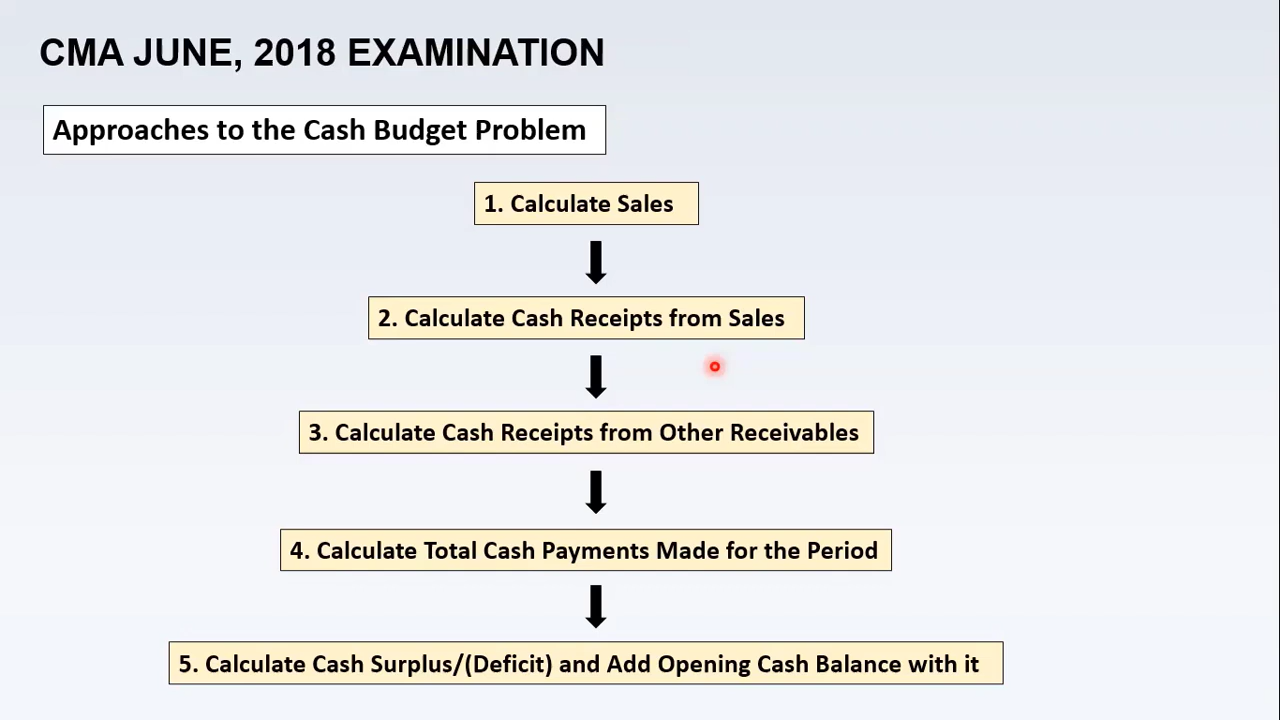 CMA JUNE, 2018 EXAMINATION
Approaches to the Cash Budget Problem
1. Calculate Sales
2. Calculate Cash Receipts from Sales
3. Calculate Cash Receipts from Other Receivables
4. Calculate Total Cash Payments Made for the Period
5. Calculate Cash Surplus/(Deficit) and Add Opening Cash Balance with it